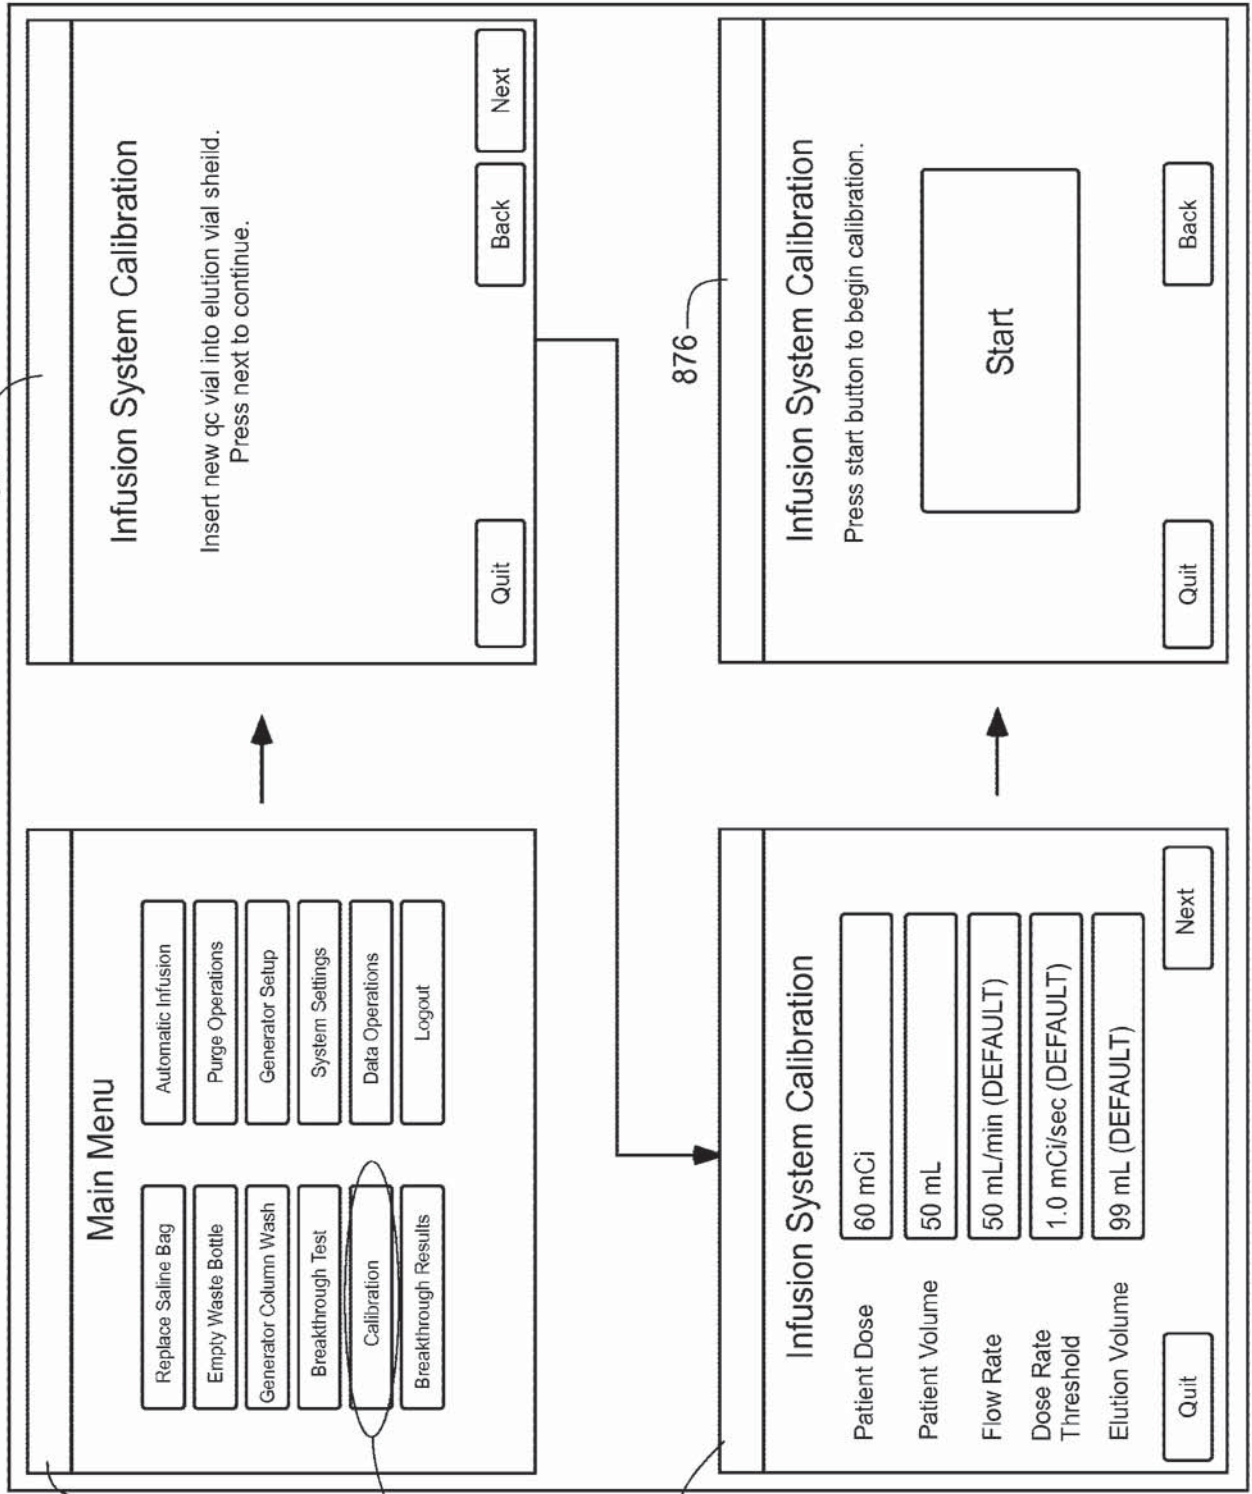 Main Menu
Replace Saline Bag
Automatic Infusion
Empty Waste Bottle
Purge Operations
Generator Column Wash
Generator Setup
Breakthrough Test
System Settings
Calibration
Data Operations
Breakthrough Results
Logout
Infusion System Calibration
Insert new qc vial into elution vial sheild.
Press next to continue.
Quit
Back
Next
Infusion System Calibration
Patient Dose 60 mCi
Patient Volume 50 mL
Flow Rate 50 mL/min (DEFAULT)
Dose Rate
Threshold 1.0 mCi/sec (DEFAULT)
Elution Volume 99 mL (DEFAULT)
Quit
Next
876
Infusion System Calibration
Press start button to begin calibration.
Start
Quit
Back